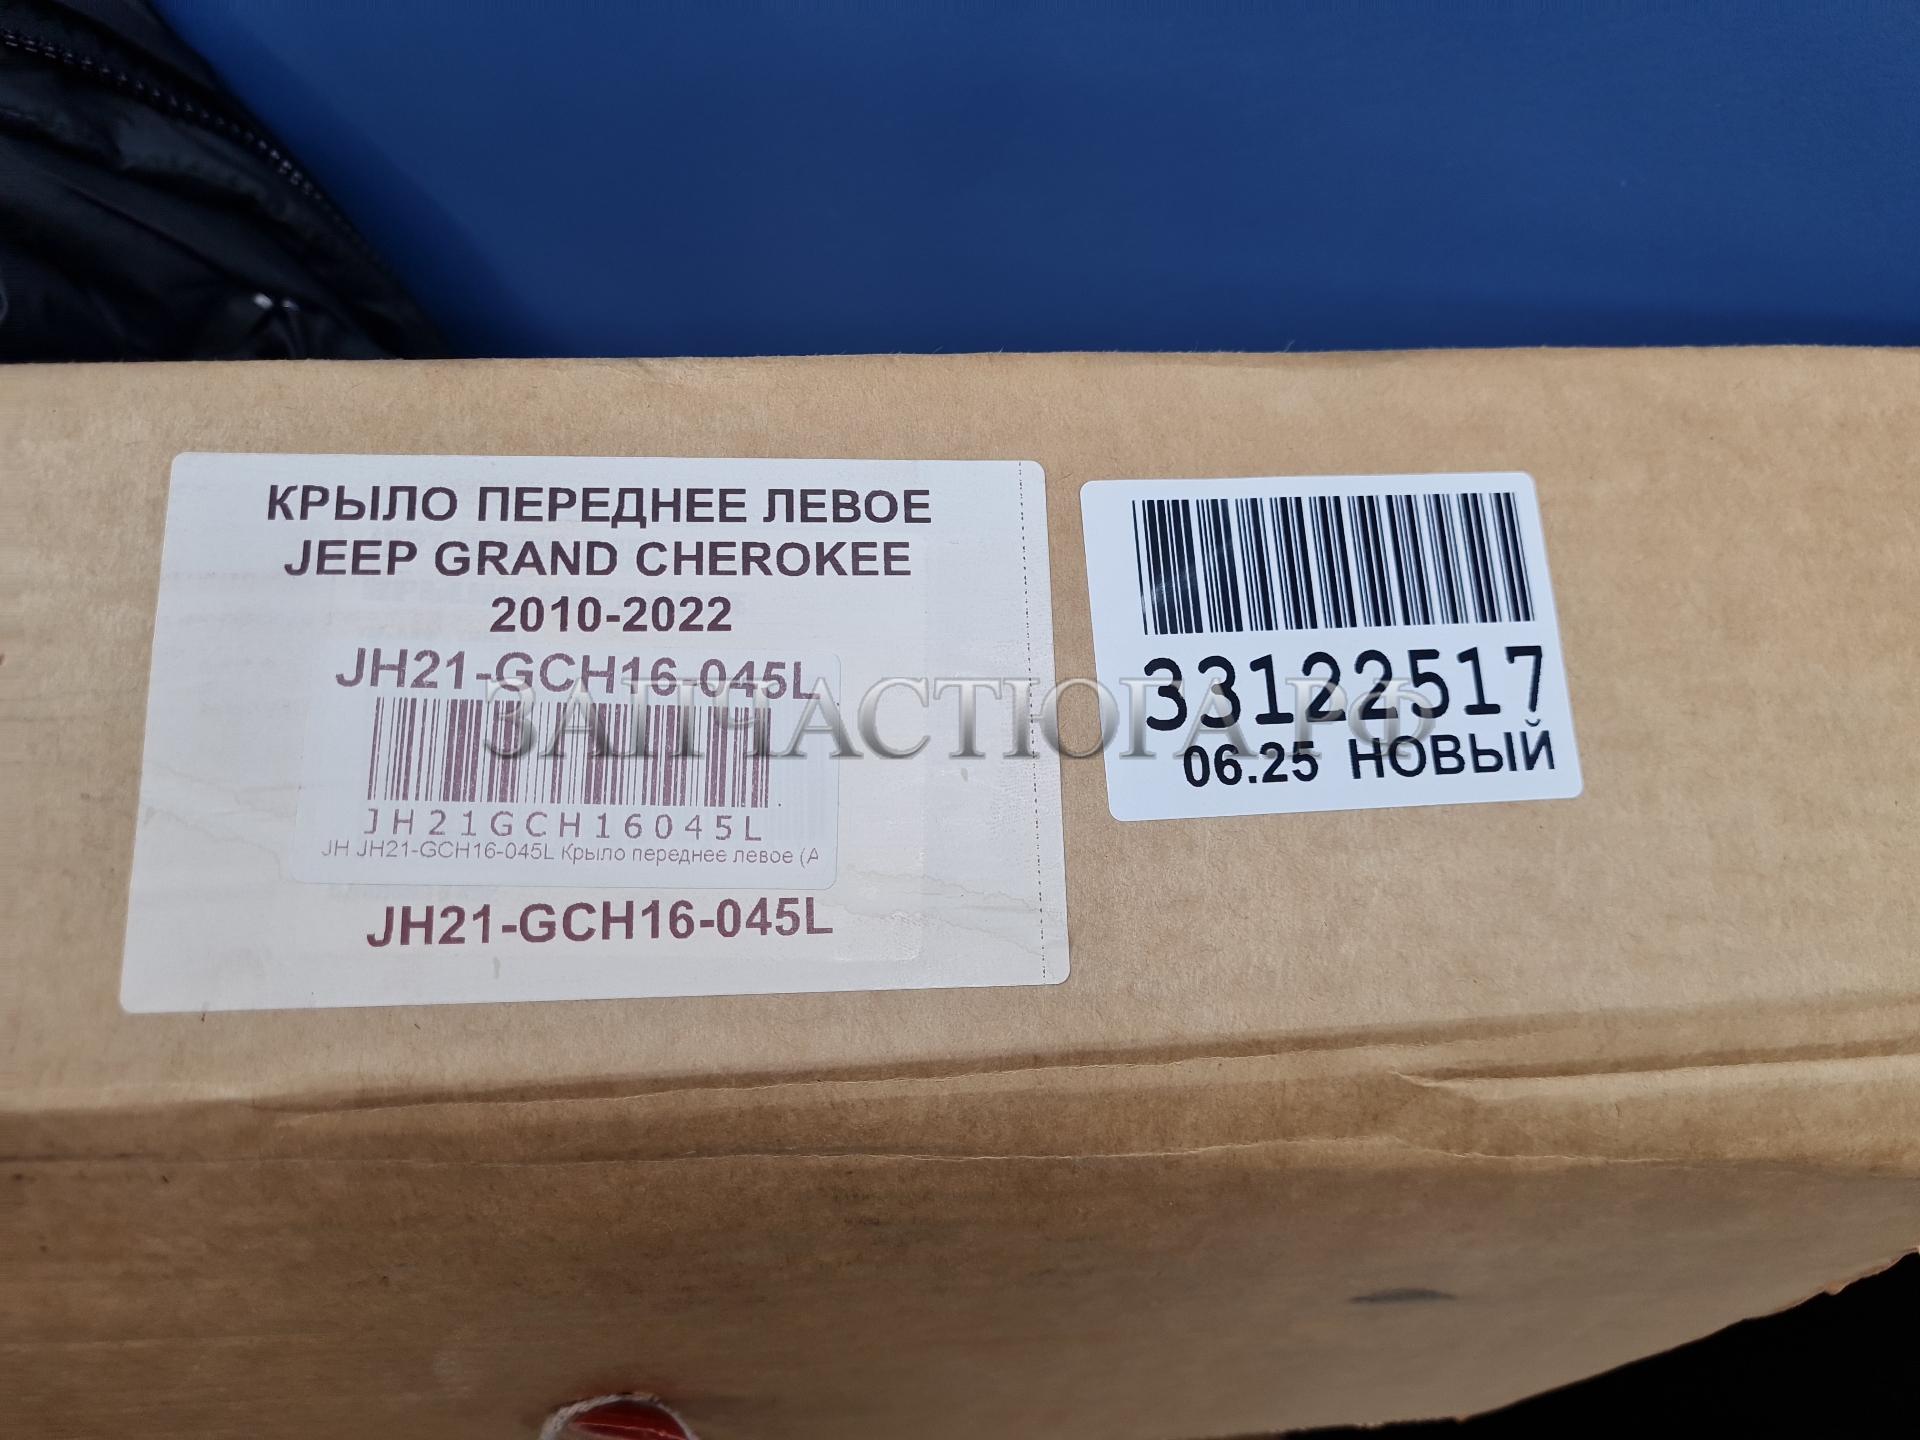 КРЫЛО ПЕРЕДНЕЕ ЛЕВОЕ
JEEP GRAND CHEROKEE
2010-2022
JH21-GCH16-045L
JH21GCH16045L
JH JH21-GCH16-045L Крыло переднее левое (А
JH21-GCH16-045L
33122517
06.25 НОВЫЙ
ЗАПЧАСТЮГА.РФ